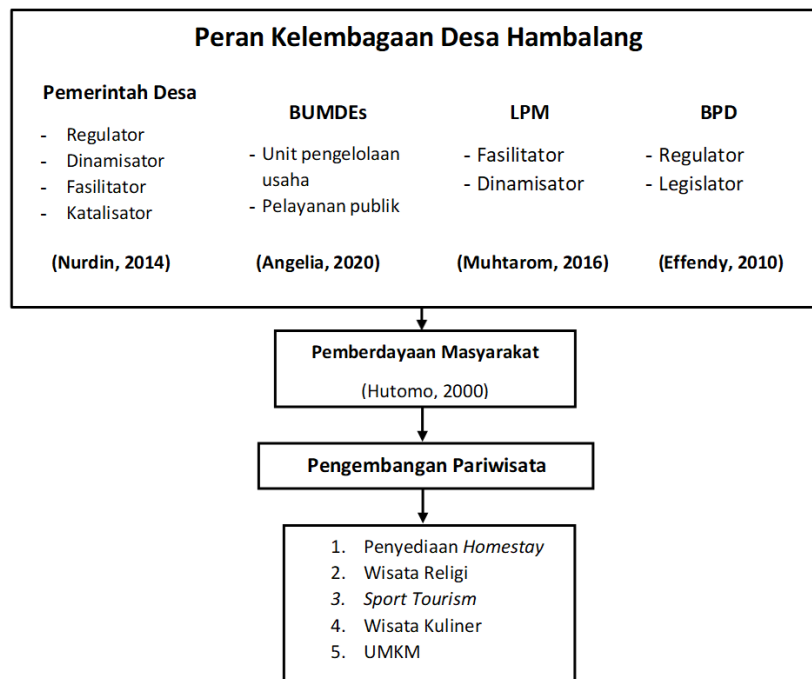 Peran Kelembagaan Desa Hambalang
Pemerintah Desa
- Regulator
- Dinamisator
- Fasilitator
- Katalisator
(Nurdin, 2014)
BUMDEs
- Unit pengelolaan
usaha
- Pelayanan publik
(Angelia, 2020)
LPM
- Fasilitator
- Dinamisator
(Muhtarom, 2016)
BPD
- Regulator
- Legislator
(Effendy, 2010)
Pemberdayaan Masyarakat
(Hutomo, 2000)
Pengembangan Pariwisata
1. Penyediaan Homestay
2. Wisata Religi
3. Sport Tourism
4. Wisata Kuliner
5. UMKM